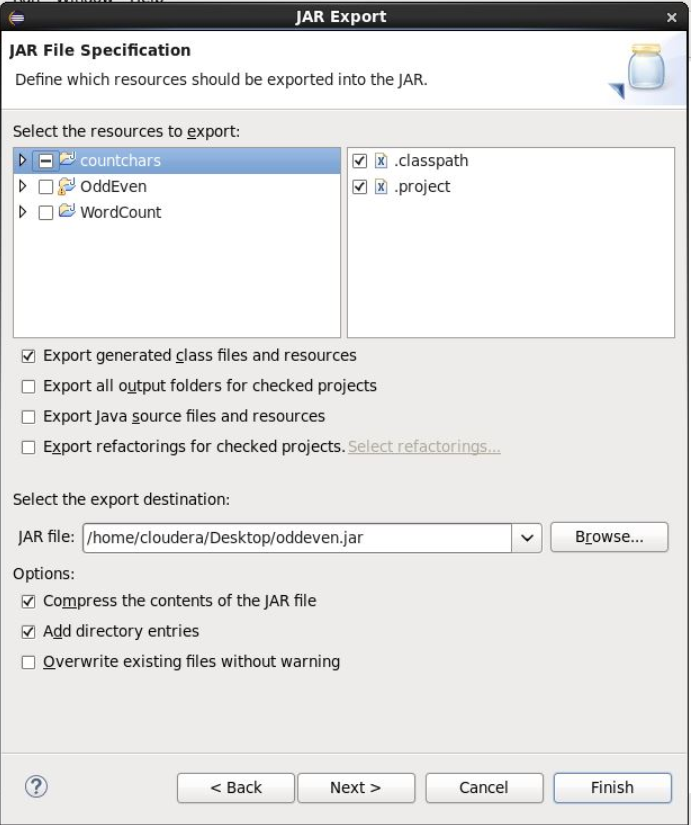 JAR Export
JAR File Specification
Define which resources should be exported into the JAR.
Select the resources to export:
countchars
OddEven
WordCount
.classpath
.project
Export generated class files and resources
Export all output folders for checked projects
Export Java source files and resources
Export refactorings for checked projects. Select refactorings...
Select the export destination:
JAR file: /home/cloudera/Desktop/oddeven.jar Browse...
Options:
Compress the contents of the JAR file
Add directory entries
Overwrite existing files without warning
? < Back Next > Cancel Finish